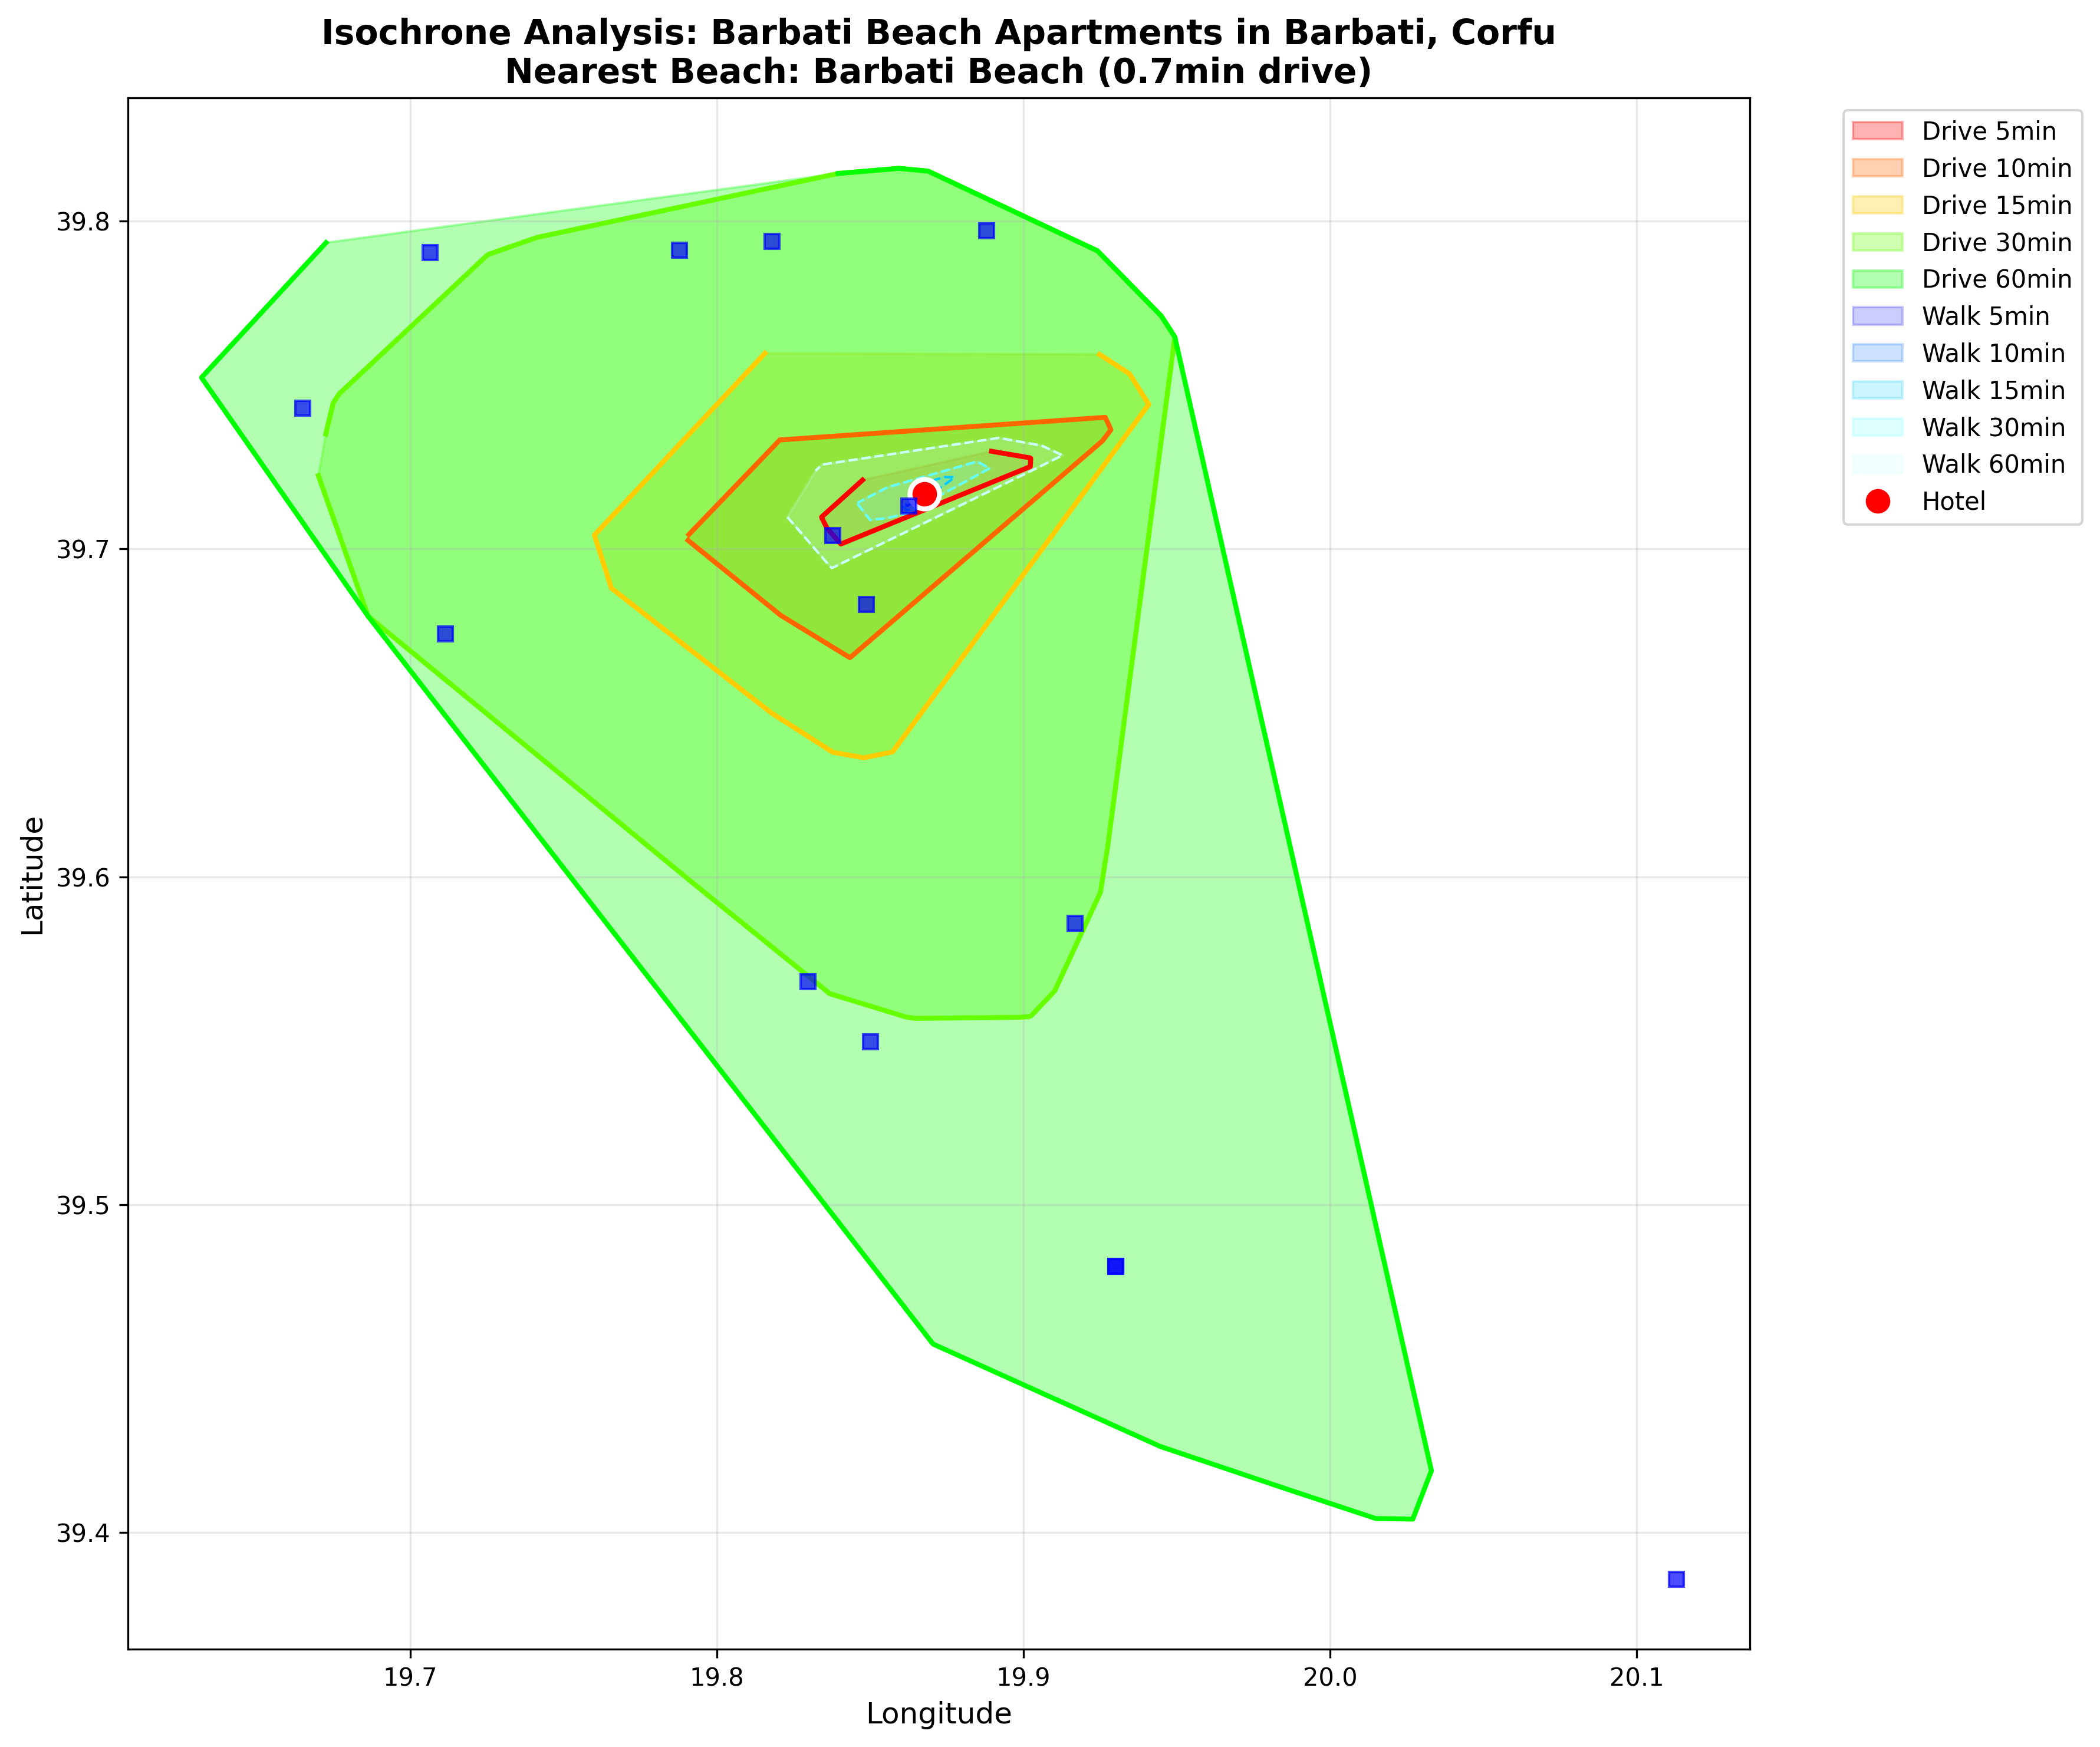 Isochrone Analysis: Barbati Beach Apartments in Barbati, Corfu
Nearest Beach: Barbati Beach (0.7min drive)
Drive 5min
Drive 10min
Drive 15min
Drive 30min
Drive 60min
Walk 5min
Walk 10min
Walk 15min
Walk 30min
Walk 60min
Hotel
39.8
39.7
39.6
39.5
39.4
Latitude
19.7
19.8
19.9
20.0
20.1
Longitude